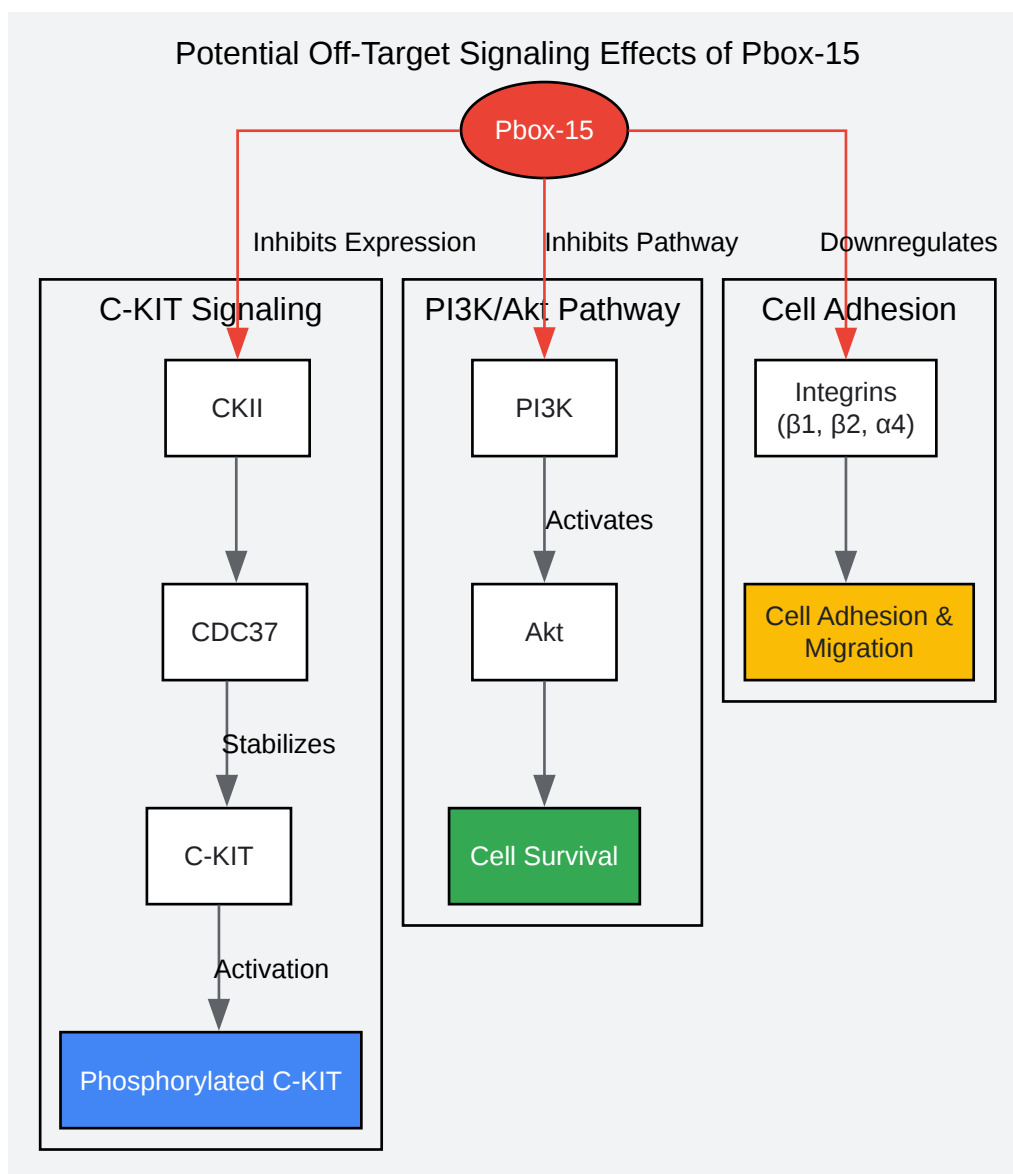 Potential Off-Target Signaling Effects of Pbox-15
Pbox-15
Inhibits Expression
Inhibits Pathway
Downregulates
C-KIT Signaling
CKII
CDC37
Stabilizes
C-KIT
Activation
Phosphorylated C-KIT
PI3K/Akt Pathway
PI3K
Activates
Akt
Cell Survival
Cell Adhesion
Integrins
(β1, β2, α4)
Cell Adhesion &
Migration